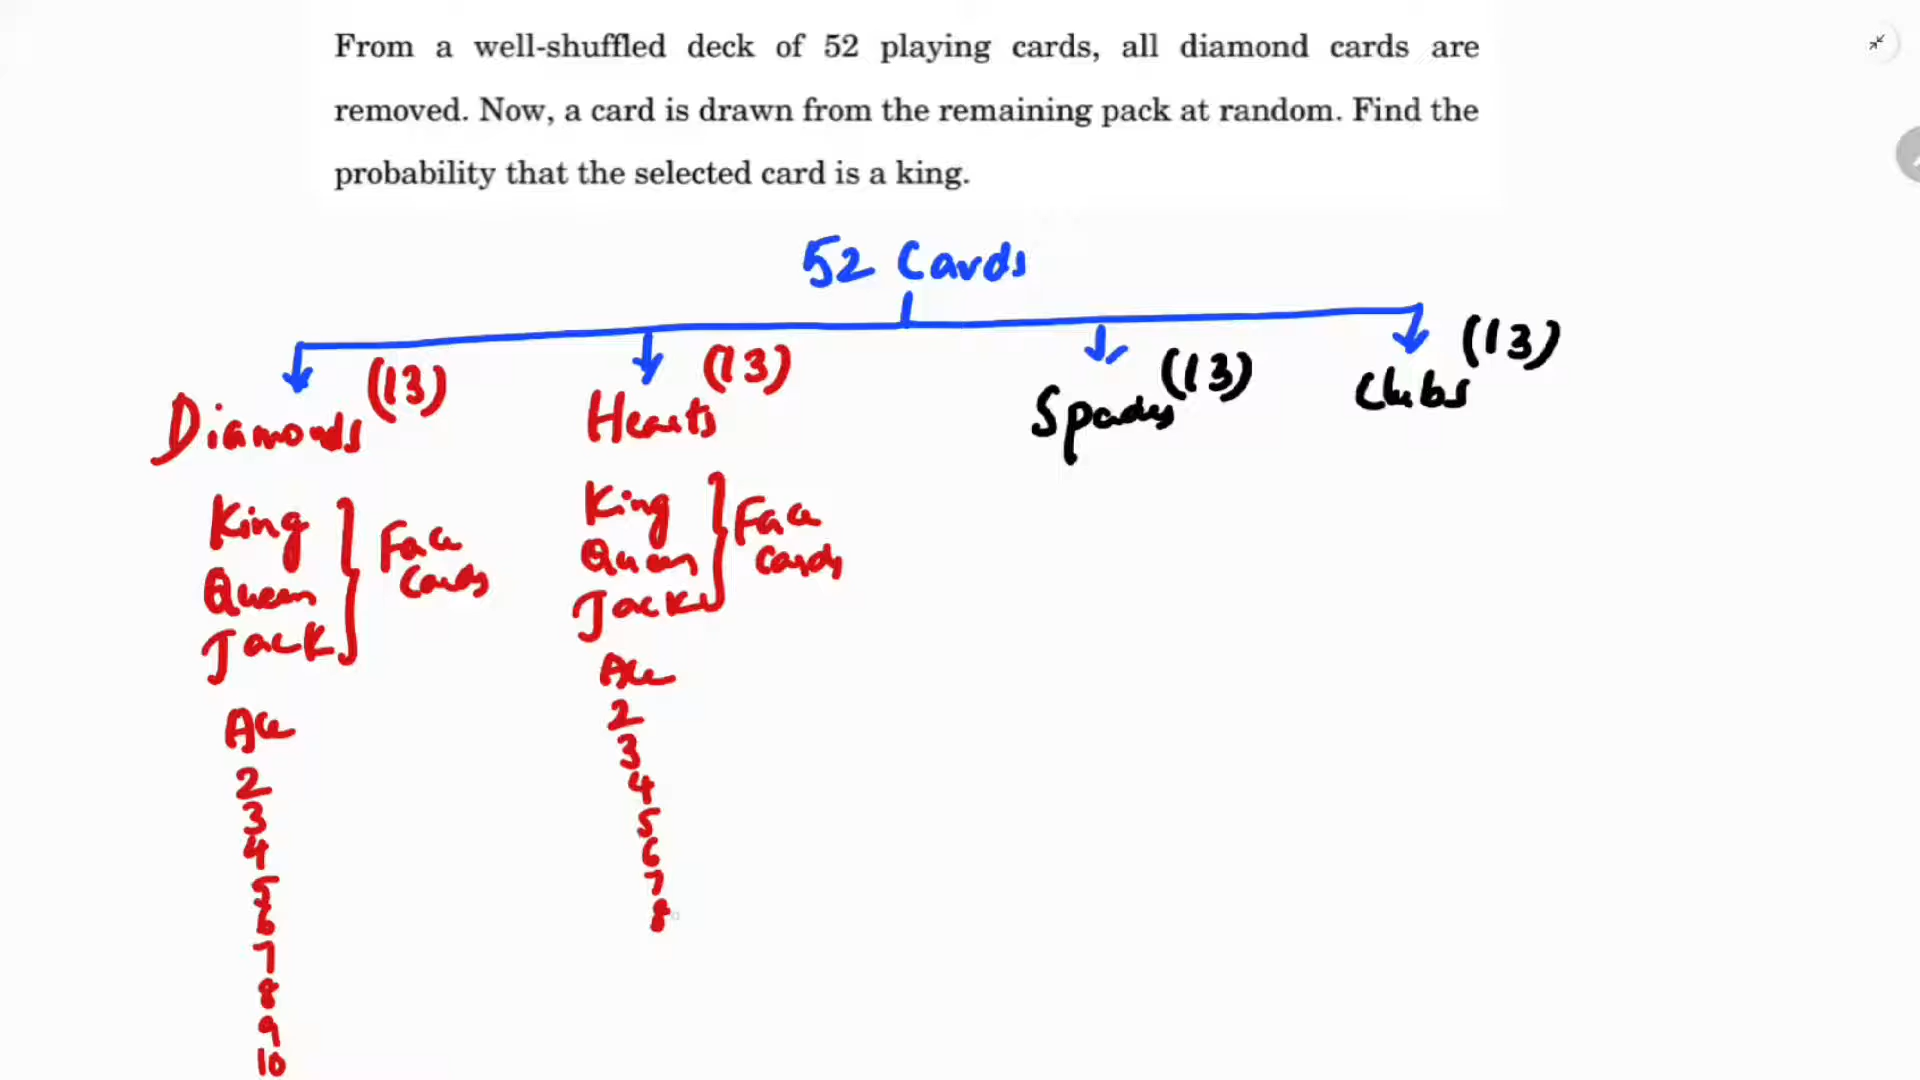 From a well-shuffled deck of 52 playing cards, all diamond cards are
removed. Now, a card is drawn from the remaining pack at random. Find the
probability that the selected card is a king.
52 Cards
Diamonds (13)
King
Queen
Jack
Face
Cards
Ace
2
3
4
5
6
7
8
9
10
Hearts (13)
King
Queen
Jack
Face
Cards
Ace
2
3
4
5
6
7
8
Spades (13)
Clubs (13)